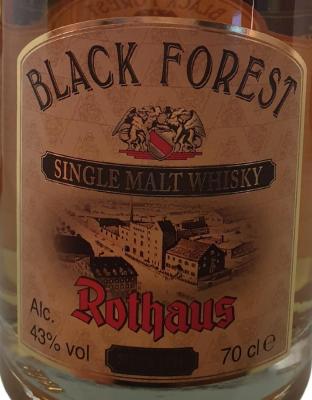 BLACK FOREST
SINGLE MALT WHISKY
Rothaus
Alc.
43% vol
70 cl e